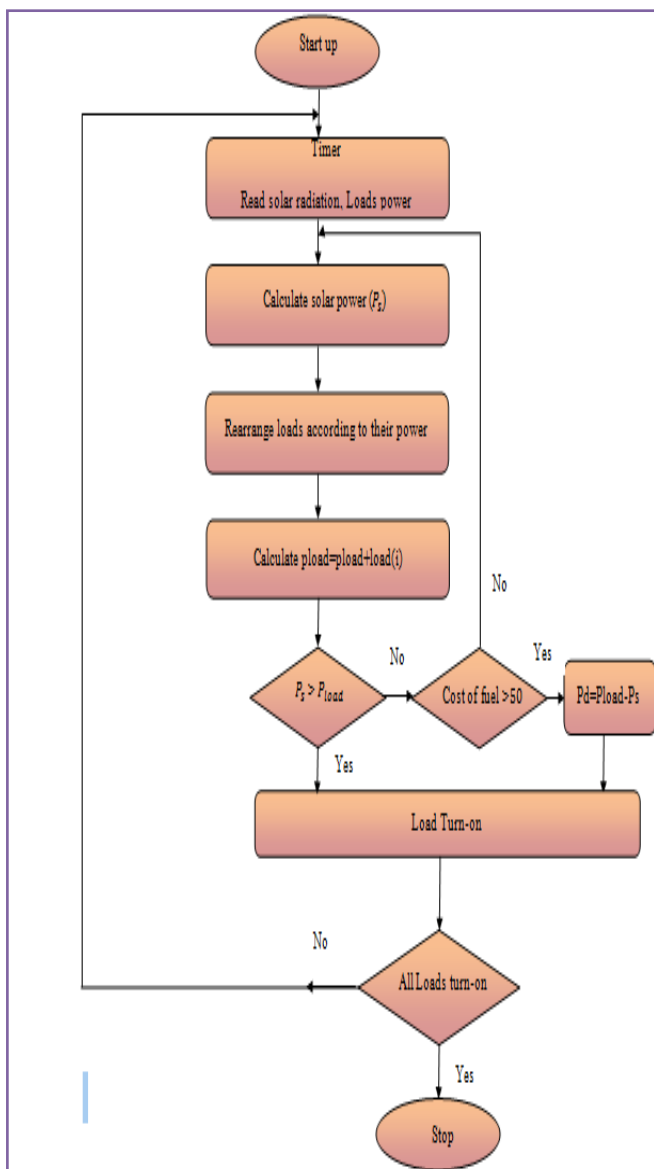 Start up
Timer
Read solar radiation, Loads power
Calculate solar power (Ps)
Rearrange loads according to their power
Calculate pload=pload+load(i)
No
No
Yes
Ps > Pload
Cost of fuel >50
Pd=Pload-Ps
Yes
Load Turn-on
No
All Loads turn-on
Yes
Stop